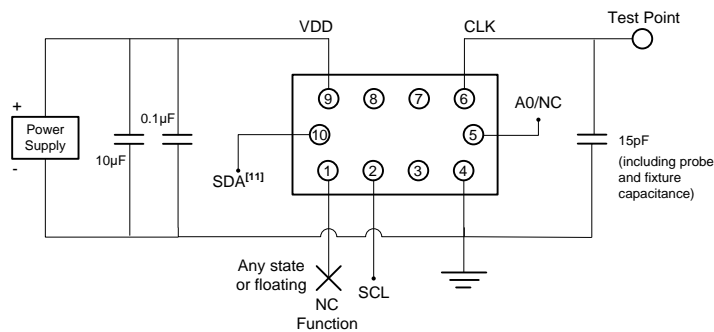 VDD
CLK
Test Point
9
8
7
6
A0/NC
+
Power
Supply
-
10µF
0.1µF
10
5
15pF
(including probe
and fixture
capacitance)
SDA[11]
1
2
3
4
Any state
or floating
NC
Function
SCL